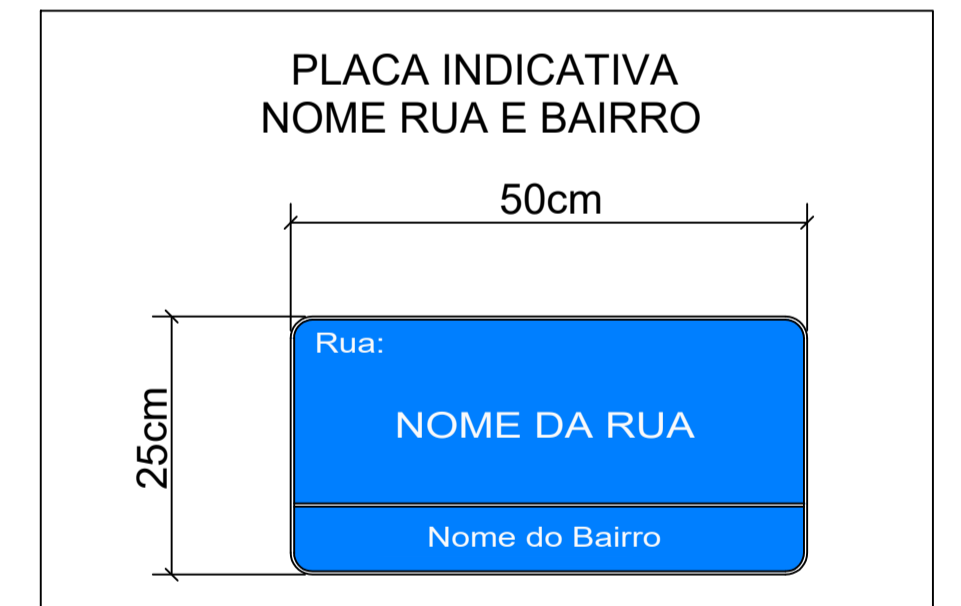 PLACA INDICATIVA
NOME RUA E BAIRRO
50cm
25cm
Rua:
NOME DA RUA
Nome do Bairro